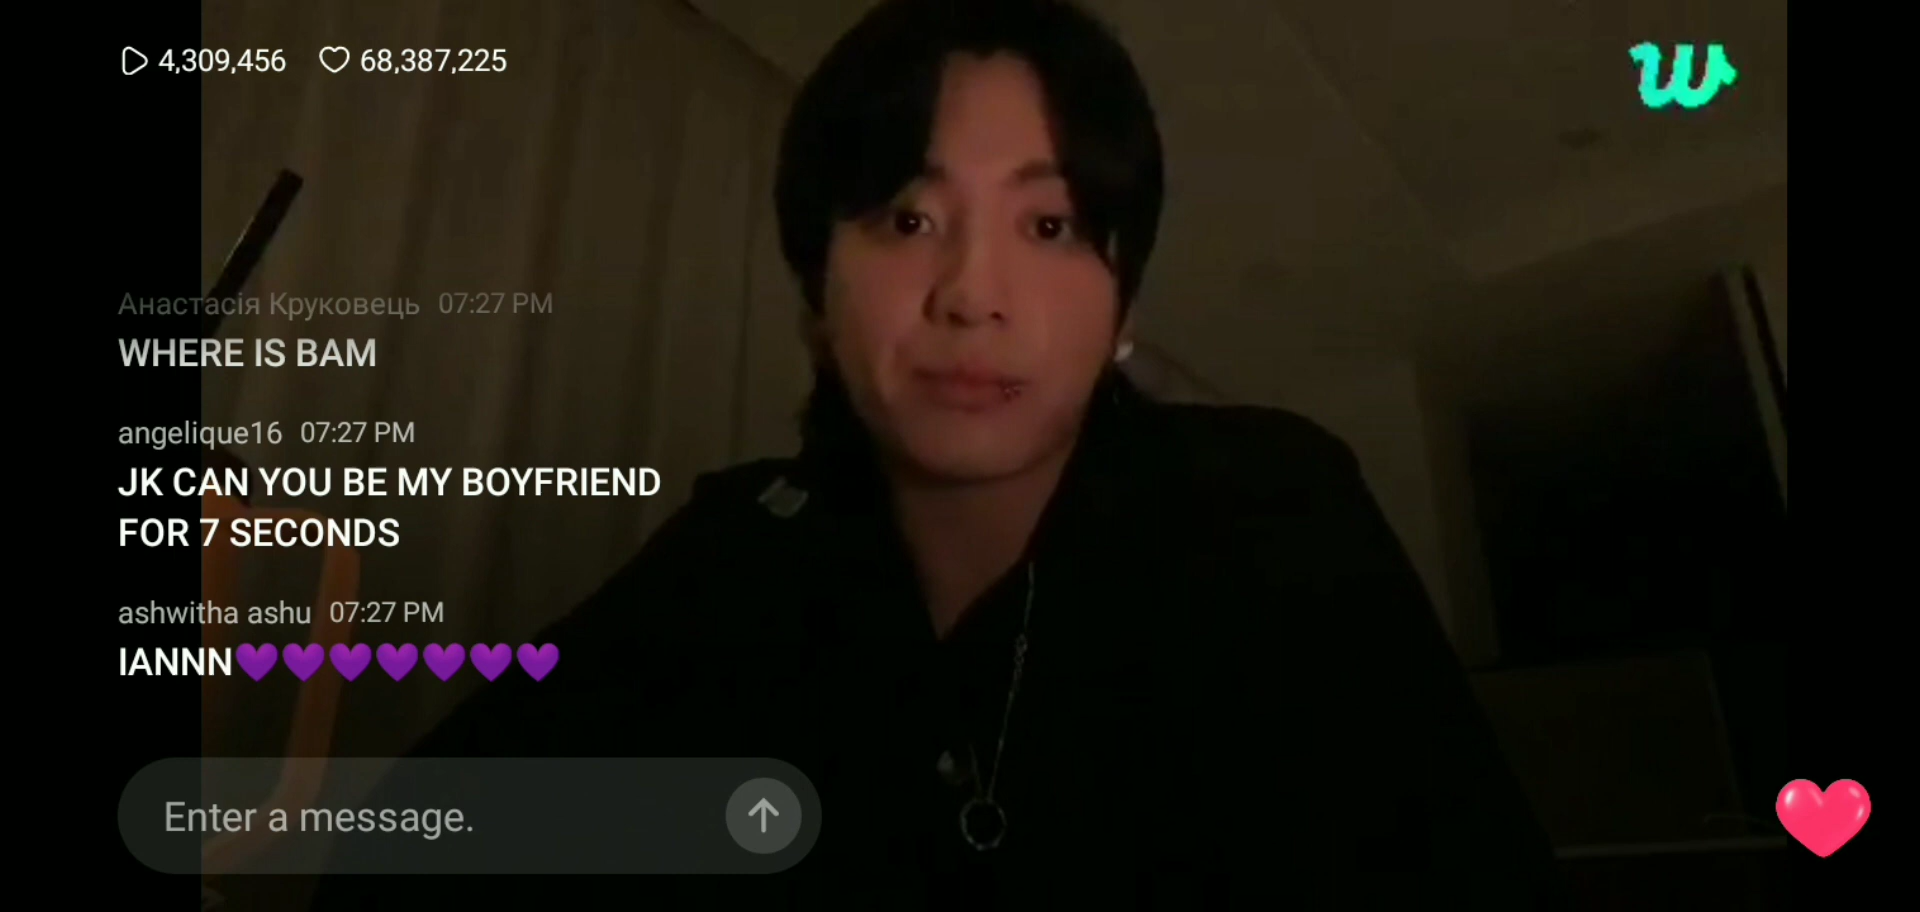 4,309,456 68,387,225
w
Анастасія Круковець 07:27 PM
WHERE IS BAM
angelique16 07:27 PM
JK CAN YOU BE MY BOYFRIEND
FOR 7 SECONDS
ashwitha ashu 07:27 PM
IANNN💜💜💜💜💜💜💜
Enter a message.